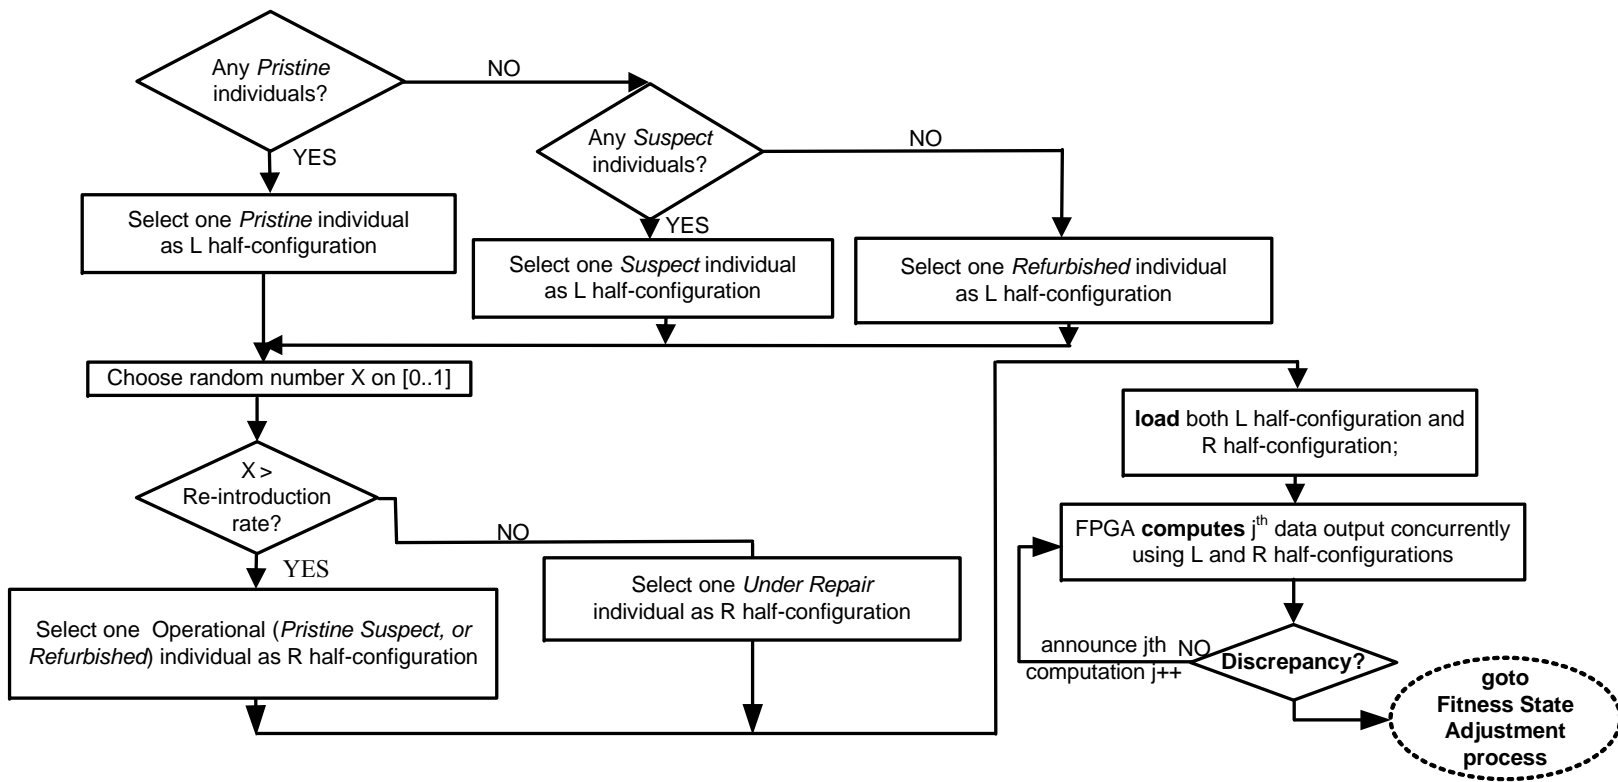 Any Pristine
individuals?
NO
YES
Any Suspect
individuals?
NO
YES
Select one Pristine individual
as L half-configuration
Select one Suspect individual
as L half-configuration
Select one Refurbished individual
as L half-configuration
Choose random number X on [0..1]
X >
Re-introduction
rate?
NO
YES
Select one Operational (Pristine Suspect, or
Refurbished) individual as R half-configuration
Select one Under Repair
individual as R half-configuration
load both L half-configuration and
R half-configuration;
FPGA computes jth data output concurrently
using L and R half-configurations
Discrepancy?
NO
announce jth
computation j++
goto
Fitness State
Adjustment
process